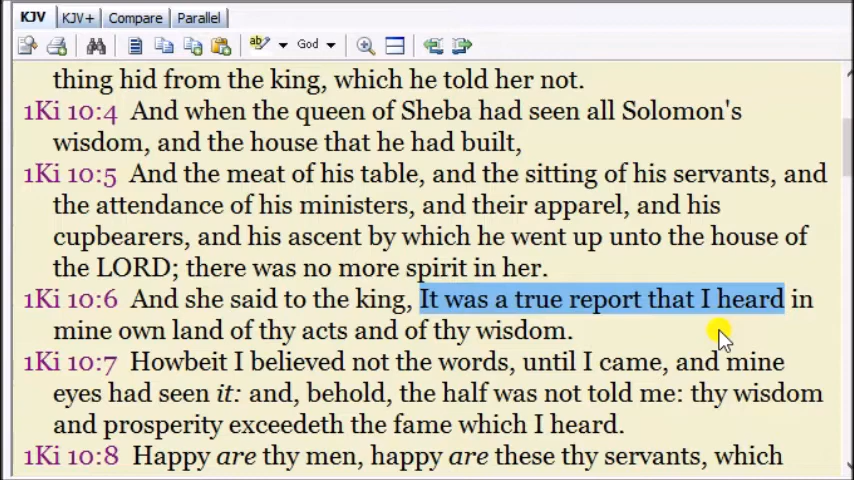 KJV KJV+ Compare Parallel
God
thing hid from the king, which he told her not.
1Ki 10:4 And when the queen of Sheba had seen all Solomon's
wisdom, and the house that he had built,
1Ki 10:5 And the meat of his table, and the sitting of his servants, and
the attendance of his ministers, and their apparel, and his
cupbearers, and his ascent by which he went up unto the house of
the LORD; there was no more spirit in her.
1Ki 10:6 And she said to the king, It was a true report that I heard in
mine own land of thy acts and of thy wisdom.
1Ki 10:7 Howbeit I believed not the words, until I came, and mine
eyes had seen it: and, behold, the half was not told me: thy wisdom
and prosperity exceedeth the fame which I heard.
1Ki 10:8 Happy are thy men, happy are these thy servants, which